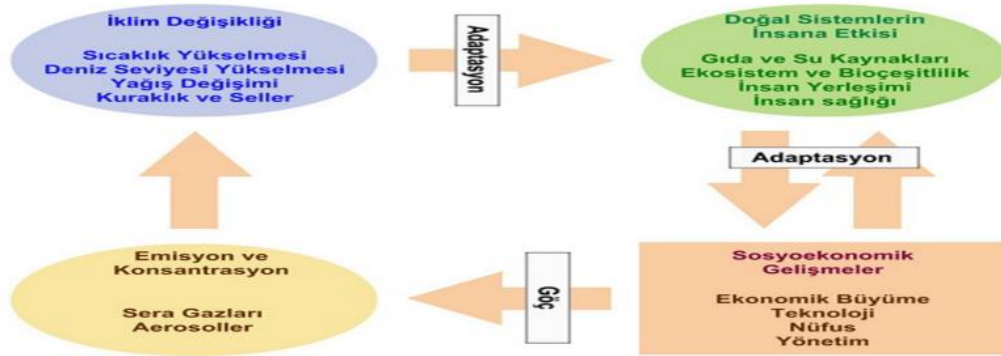 İklim Değişikliği
Sıcaklık Yükselmesi
Deniz Seviyesi Yükselmesi
Yağış Değişimi
Kuraklık ve Seller
Adaptasyon
Doğal Sistemlerin
İnsana Etkisi
Gıda ve Su Kaynakları
Ekosistem ve Bioçeşitlilik
İnsan Yerleşimi
İnsan sağlığı
Adaptasyon
Emisyon ve
Konsantrasyon
Sera Gazları
Aerosoller
Göç
Sosyoekonomik
Gelişmeler
Ekonomik Büyüme
Teknoloji
Nüfus
Yönetim